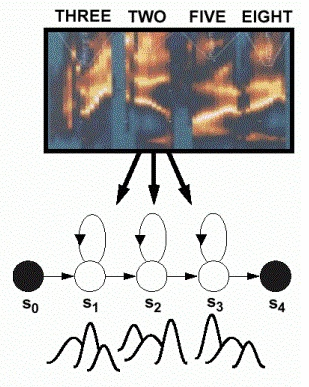 THREE TWO FIVE EIGHT
s0 s1 s2 s3 s4